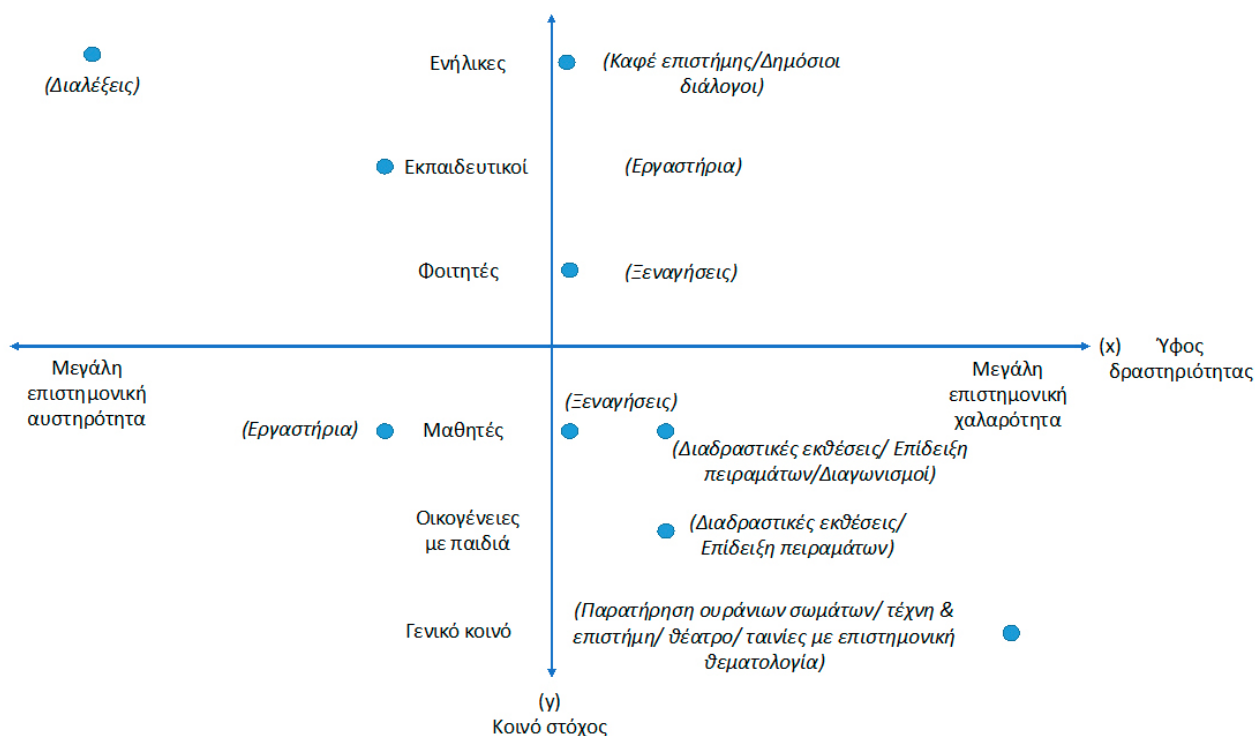 (Διαλέξεις)
Ενήλικες
(Καφέ επιστήμης/Δημόσιοι
διάλογοι)
Εκπαιδευτικοί
(Εργαστήρια)
Φοιτητές
(Ξεναγήσεις)
(x) Ύφος
δραστηριότητας
Μεγάλη
επιστημονική
αυστηρότητα
Μεγάλη
επιστημονική
χαλαρότητα
(Εργαστήρια)
Μαθητές
(Ξεναγήσεις)
(Διαδραστικές εκθέσεις/ Επίδειξη
πειραμάτων/Διαγωνισμοί)
Οικογένειες
με παιδιά
(Διαδραστικές εκθέσεις/
Επίδειξη πειραμάτων)
Γενικό κοινό
(Παρατήρηση ουράνιων σωμάτων/ τέχνη &
επιστήμη/ θέατρο/ ταινίες με επιστημονική
θεματολογία)
(y)
Κοινό στόχος